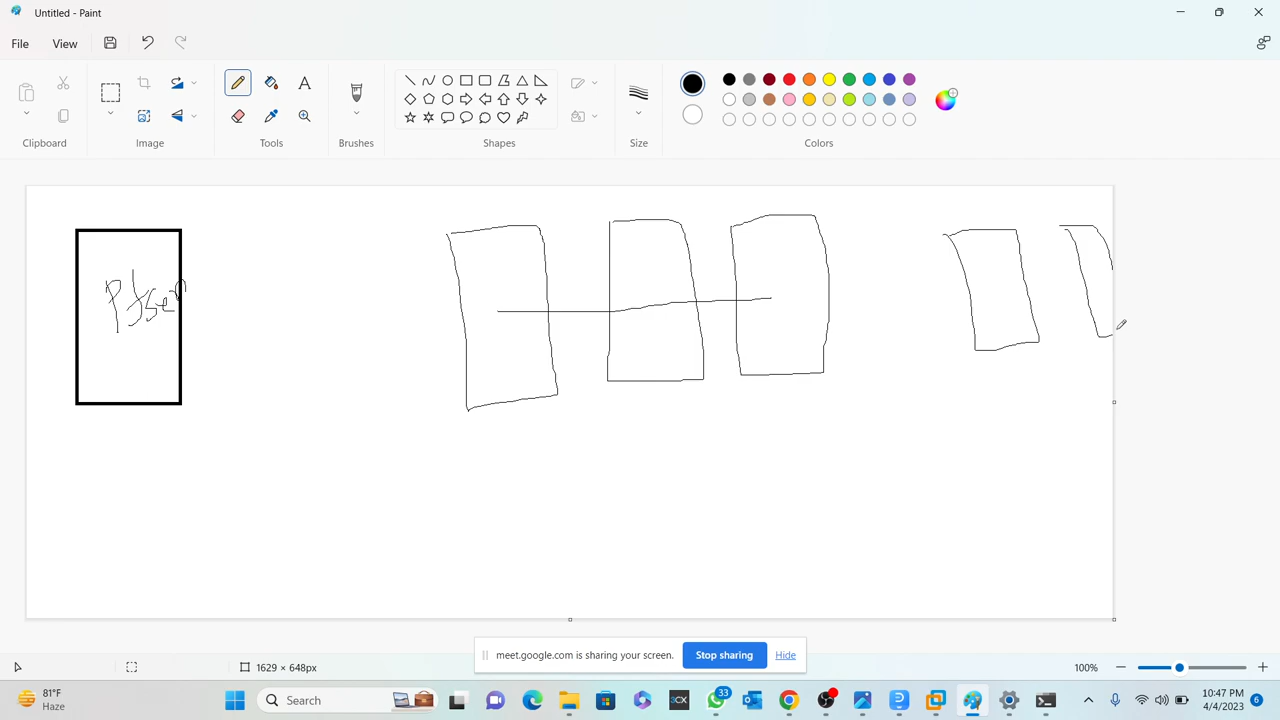 Untitled - Paint
File
View
Clipboard
Image
Tools
Brushes
Shapes
Size
Colors
meet.google.com is sharing your screen.
Stop sharing
Hide
1629 × 648px
100%
81°F
Haze
Search
3CX
33
10:47 PM
4/4/2023
6